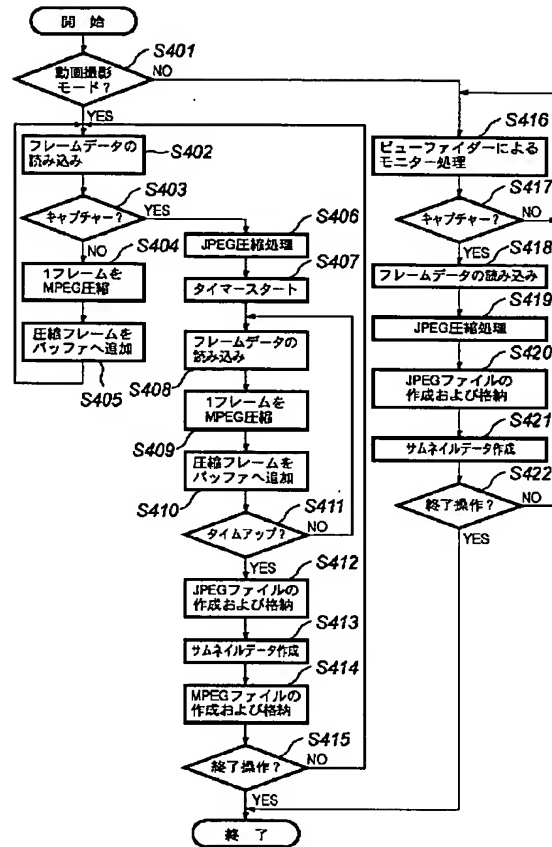 開 始
S401
動画撮影
モード?
NO
YES
フレームデータの
読み込み
S402
S403
キャプチャー?
YES
NO
S404
1フレームを
MPEG圧縮
圧縮フレームを
バッファへ追加
S405
S406
JPEG圧縮処理
S407
タイマースタート
フレームデータの
読み込み
S408
1フレームを
MPEG圧縮
S409
圧縮フレームを
バッファへ追加
S410
S411
タイムアップ?
NO
YES
S412
JPEGファイルの
作成および格納
S413
サムネイルデータ作成
S414
MPEGファイルの
作成および格納
S415
終了操作?
NO
YES
終 了
S416
ビューファイダーによる
モニター処理
S417
キャプチャー?
NO
YES
S418
フレームデータの読み込み
S419
JPEG圧縮処理
S420
JPEGファイルの
作成および格納
S421
サムネイルデータ作成
S422
終了操作?
NO
YES